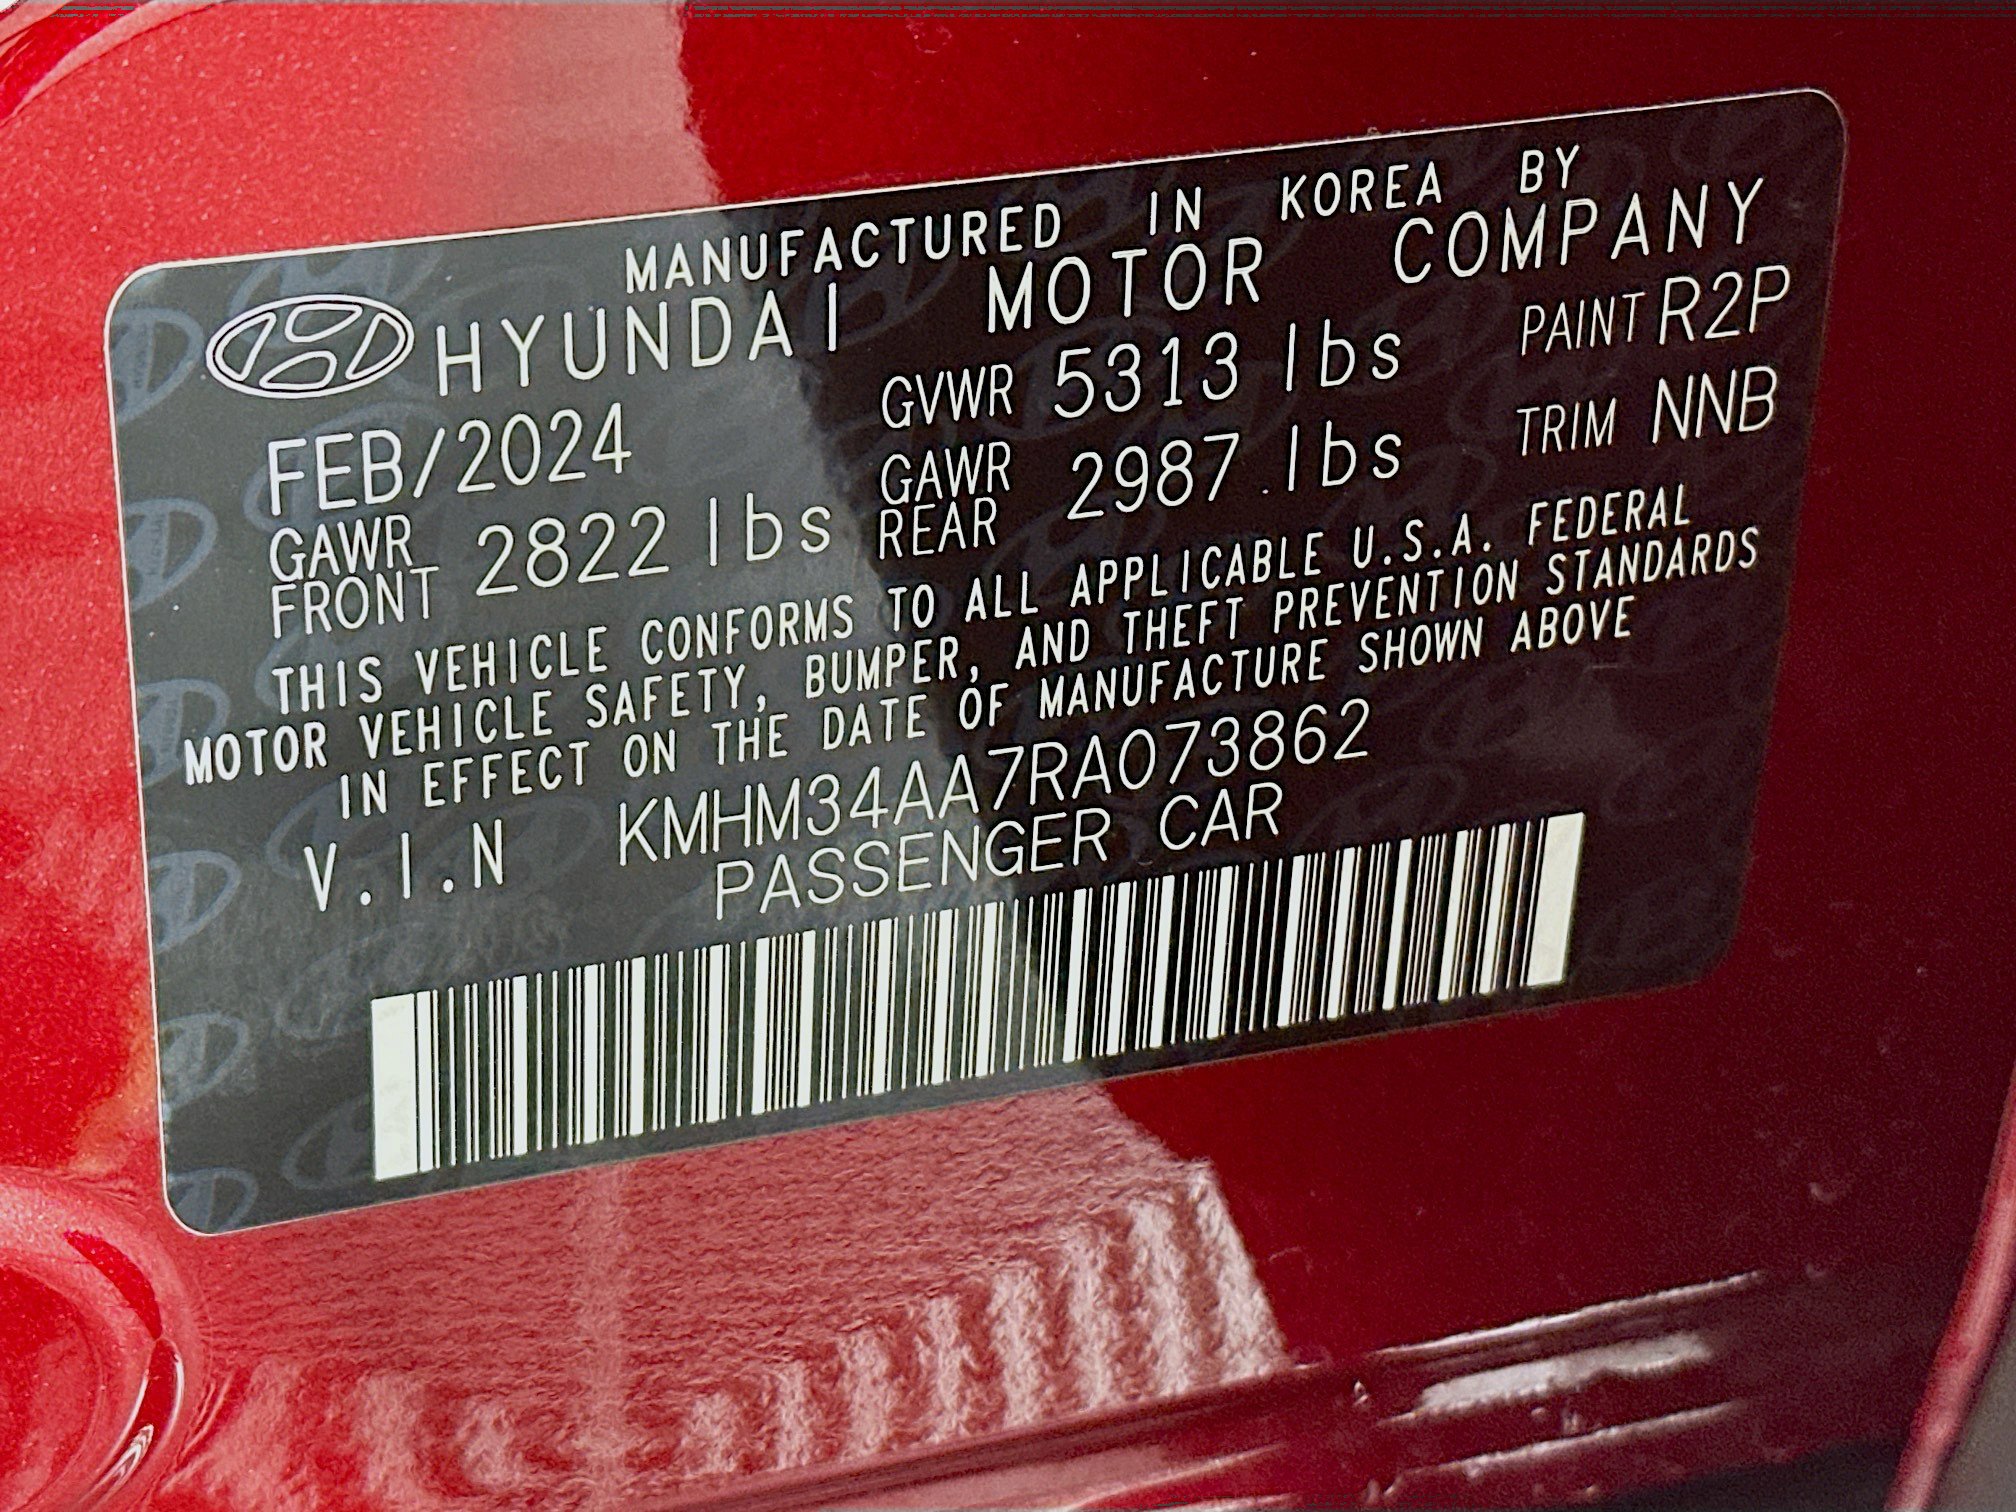 MANUFACTURED IN KOREA BY
HYUNDAI MOTOR COMPANY
FEB/2024 GVWR 5313 lbs PAINT R2P
GAWR FRONT 2822 lbs GAWR REAR 2987 lbs TRIM NNB
THIS VEHICLE CONFORMS TO ALL APPLICABLE U.S.A. FEDERAL
MOTOR VEHICLE SAFETY, BUMPER, AND THEFT PREVENTION STANDARDS
IN EFFECT ON THE DATE OF MANUFACTURE SHOWN ABOVE
V.I.N KMHM34AA7RA073862
PASSENGER CAR